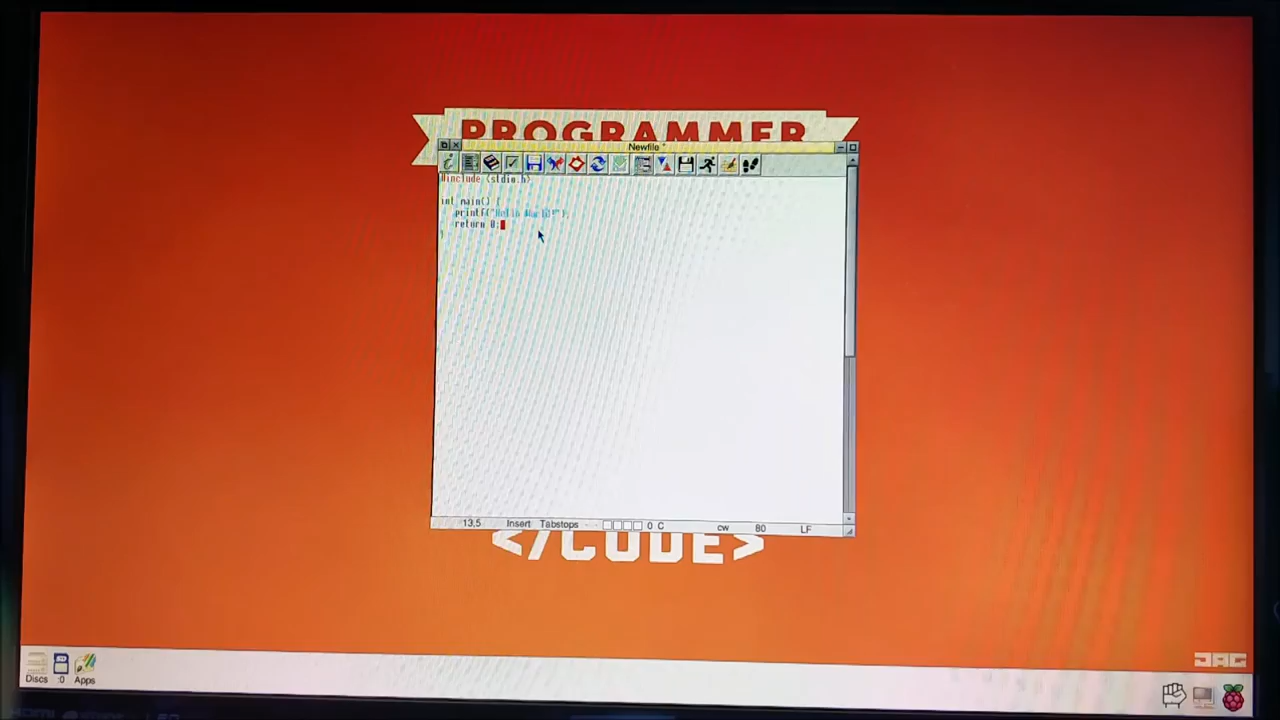 PROGRAMMER
Newfile *
#include <stdio.h>
int main() {
printf("Hello World!");
return 0;
}
13,5 Insert Tabstops - - 0 C cw 80 LF
</CODE>
Discs :0 Apps
JAG